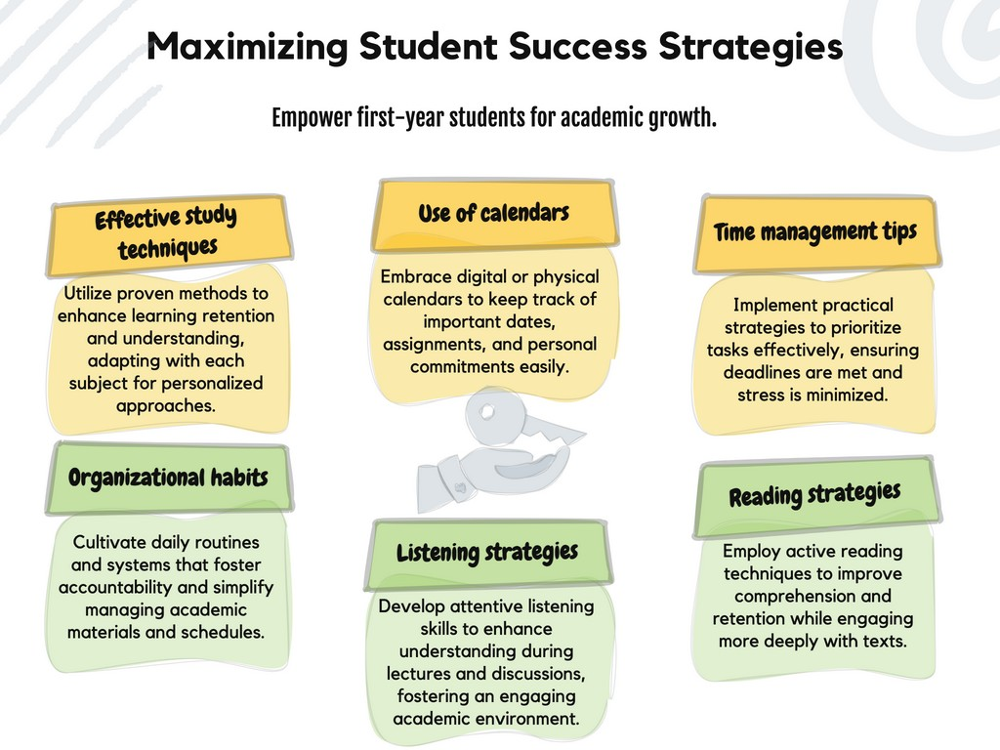 Maximizing Student Success Strategies
Empower first-year students for academic growth.
Effective study
techniques
Utilize proven methods to
enhance learning retention
and understanding,
adapting with each
subject for personalized
approaches.
Use of calendars
Embrace digital or physical
calendars to keep track of
important dates,
assignments, and personal
commitments easily.
Time management tips
Implement practical
strategies to prioritize
tasks effectively, ensuring
deadlines are met and
stress is minimized.
Organizational habits
Cultivate daily routines
and systems that foster
accountability and simplify
managing academic
materials and schedules.
Listening strategies
Develop attentive listening
skills to enhance
understanding during
lectures and discussions,
fostering an engaging
academic environment.
Reading strategies
Employ active reading
techniques to improve
comprehension and
retention while engaging
more deeply with texts.